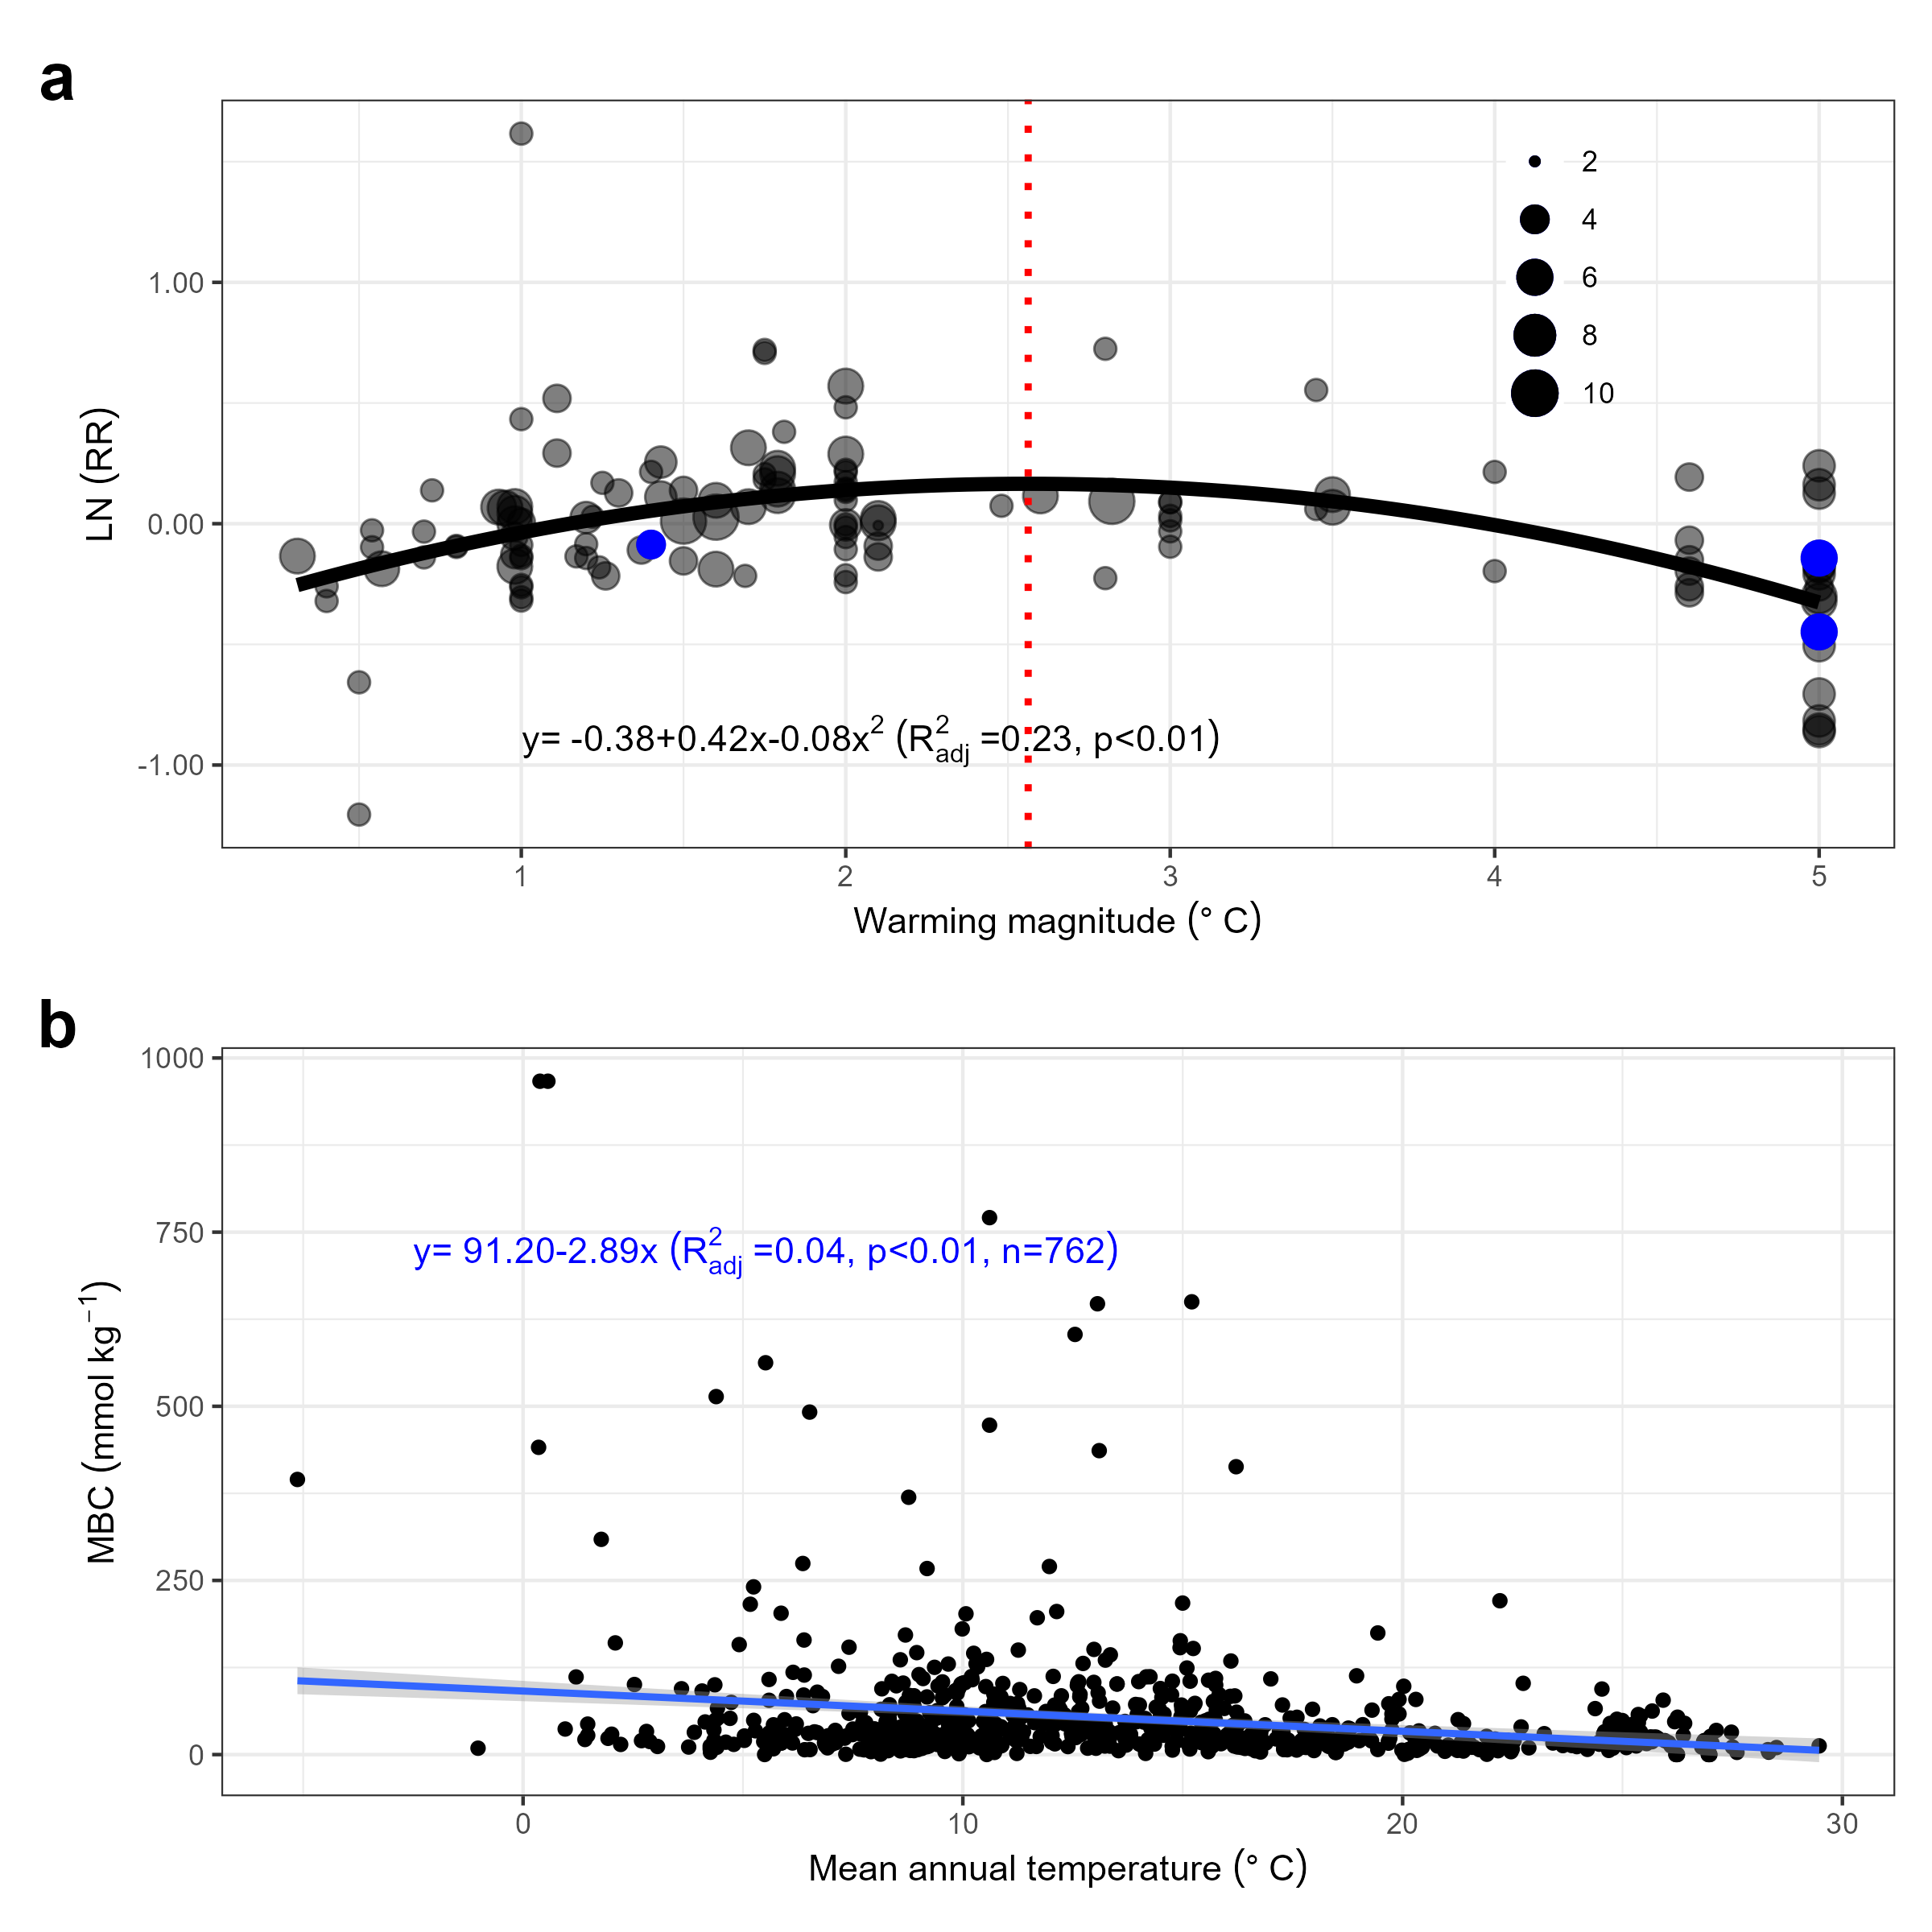 a
2
4
6
8
10
1.00
0.00
-1.00
LN (RR)
y= -0.38+0.42x-0.08x² (R²adj =0.23, p<0.01)
1 2 3 4 5
Warming magnitude (° C)
b
1000
750
500
250
0
MBC (mmol kg⁻¹)
y= 91.20-2.89x (R²adj =0.04, p<0.01, n=762)
0 10 20 30
Mean annual temperature (° C)